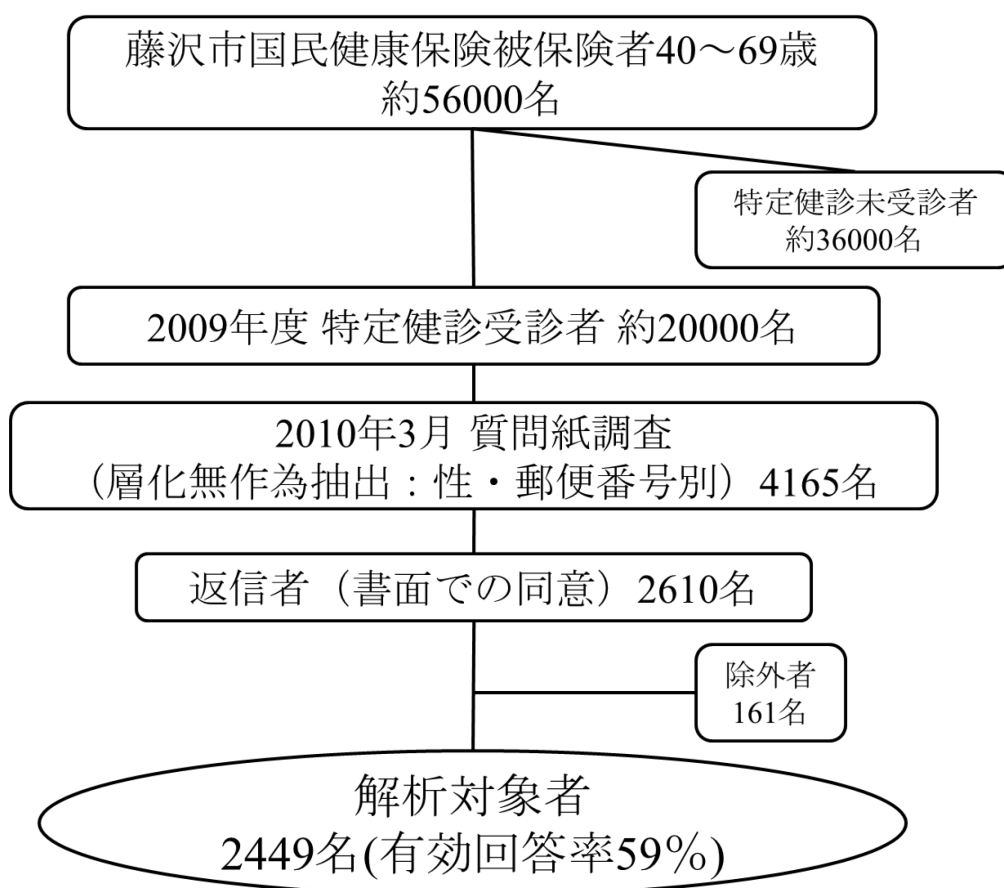 藤沢市国民健康保険被保険者40〜69歳
約56000名
特定健診未受診者
約36000名
2009年度 特定健診受診者 約20000名
2010年3月 質問紙調査
（層化無作為抽出：性・郵便番号別）4165名
返信者（書面での同意）2610名
除外者
161名
解析対象者
2449名(有効回答率59％)